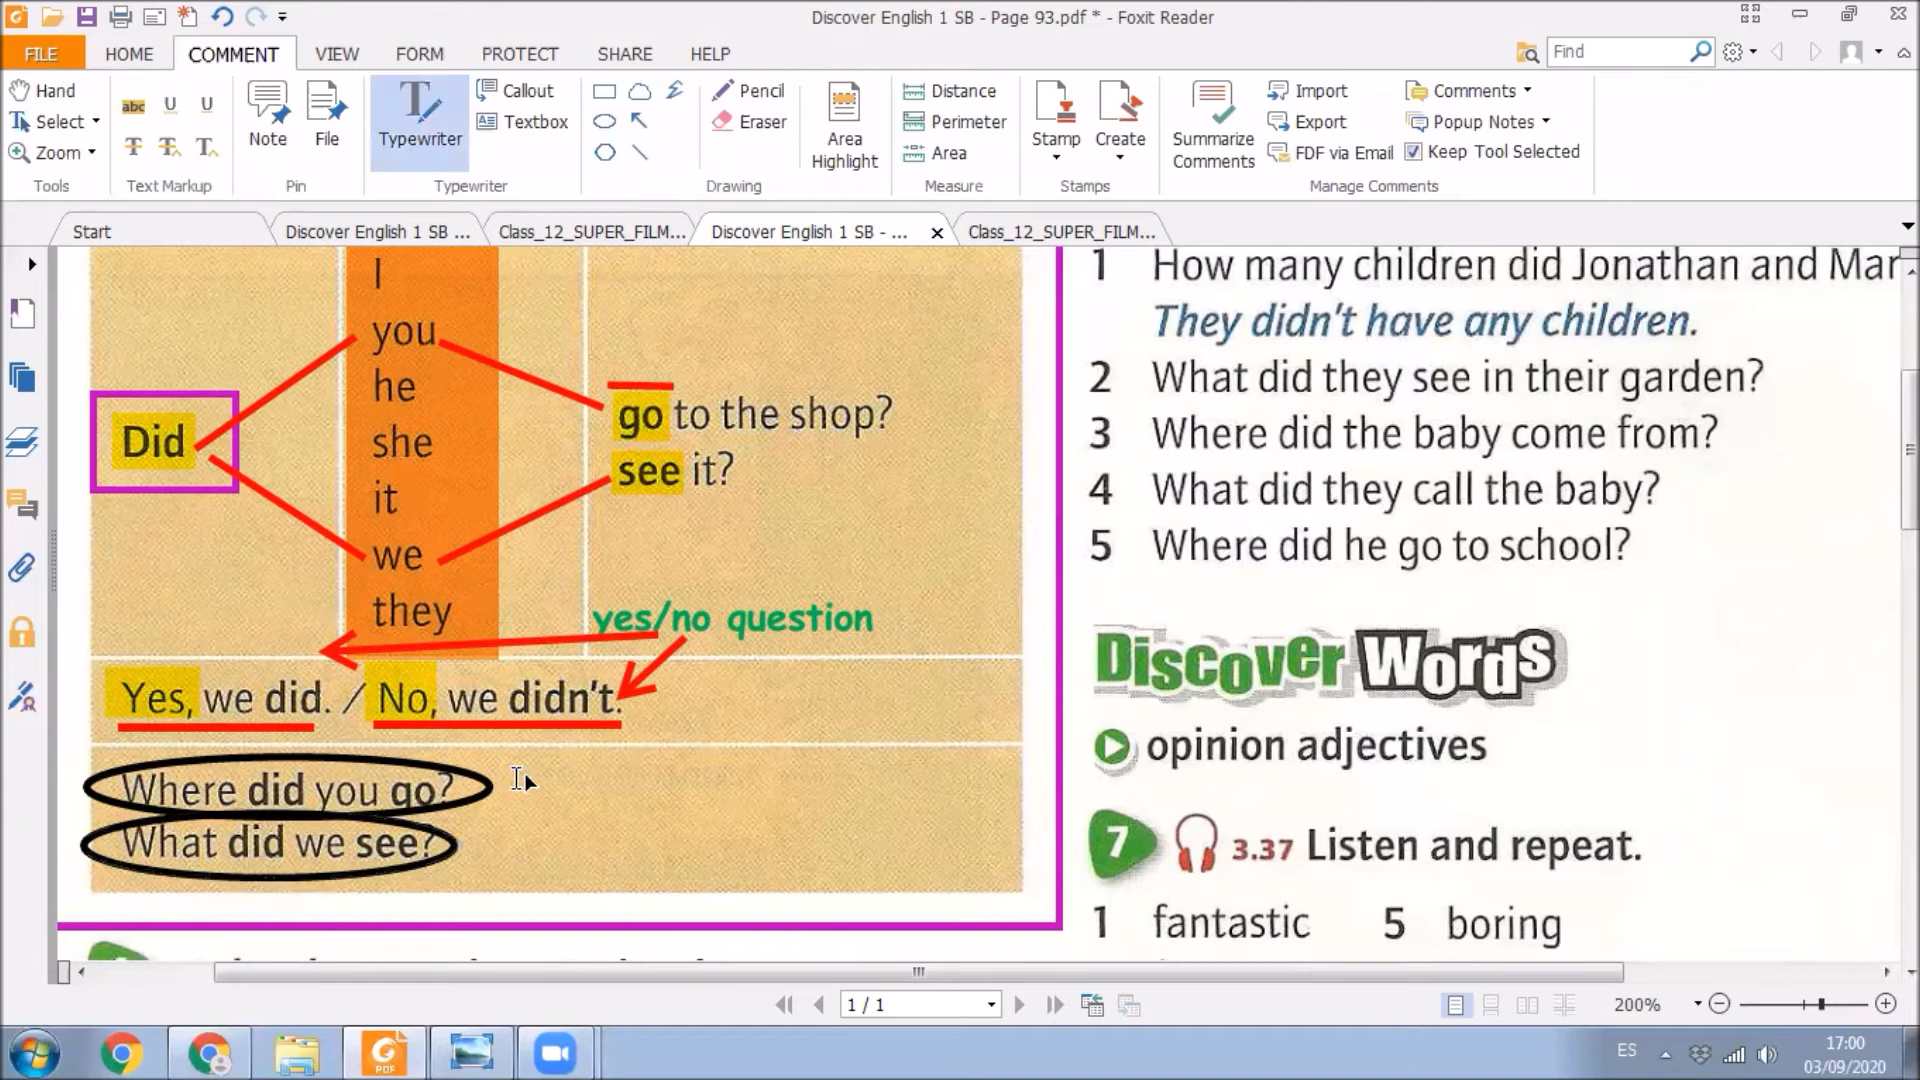 Discover English 1 SB - Page 93.pdf * - Foxit Reader
FILE HOME COMMENT VIEW FORM PROTECT SHARE HELP
Find
Hand
Select
Zoom
Tools
abc U U
T T T
Text Markup
Note File
Pin
Typewriter
Callout
Textbox
Typewriter
Pencil
Eraser
Drawing
Area Highlight
Distance
Perimeter
Area
Measure
Stamp Create
Stamps
Summarize Comments
Import
Export
FDF via Email
Comments
Popup Notes
Keep Tool Selected
Manage Comments
Start
Discover English 1 SB ...
Class_12_SUPER_FILM...
Discover English 1 SB - ...
Class_12_SUPER_FILM...
I
you
he
she
it
we
they
Did
go to the shop?
see it?
yes/no question
Yes, we did. / No, we didn't.
Where did you go?
What did we see?
1 How many children did Jonathan and Mar
They didn't have any children.
2 What did they see in their garden?
3 Where did the baby come from?
4 What did they call the baby?
5 Where did he go to school?
Discover Words
opinion adjectives
7 3.37 Listen and repeat.
1 fantastic 5 boring
1 / 1
200%
PDF
ES
17:00
03/09/2020